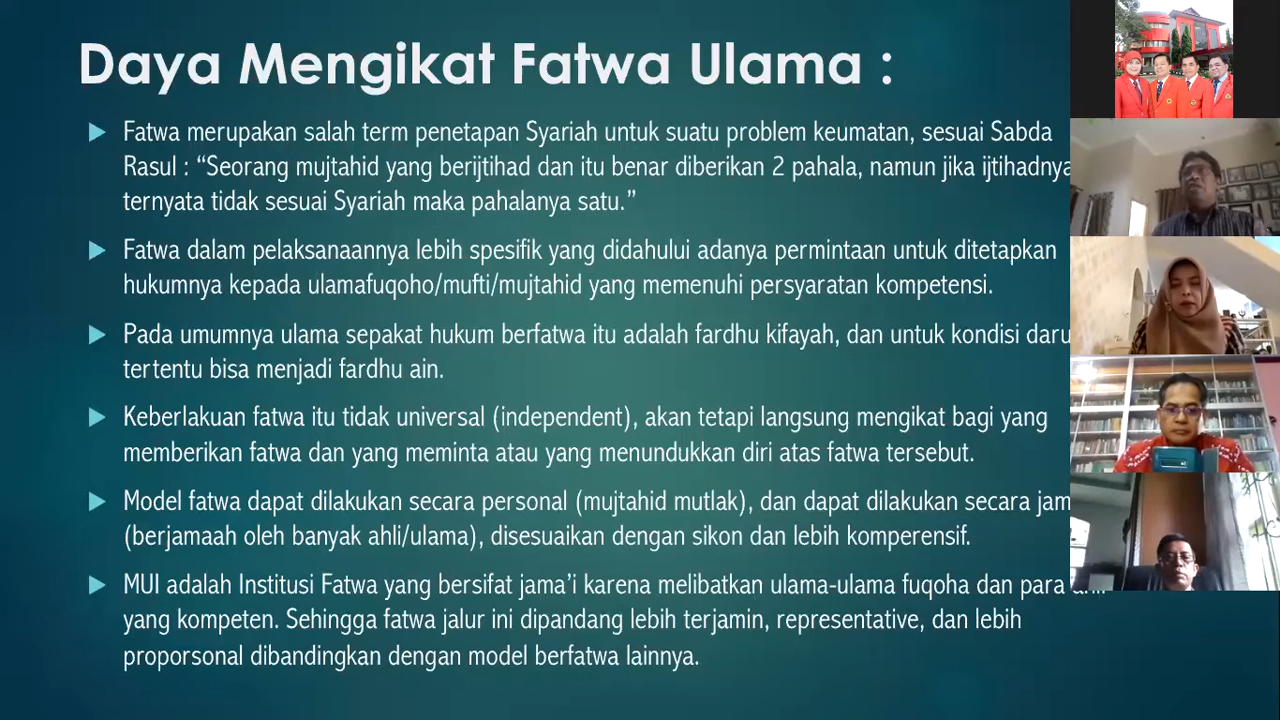 Daya Mengikat Fatwa Ulama :
Fatwa merupakan salah term penetapan Syariah untuk suatu problem keumatan, sesuai Sabda
Rasul : “Seorang mujtahid yang berijtihad dan itu benar diberikan 2 pahala, namun jika ijtihadnya
ternyata tidak sesuai Syariah maka pahalanya satu.”
Fatwa dalam pelaksanaannya lebih spesifik yang didahului adanya permintaan untuk ditetapkan
hukumnya kepada ulamafuqoho/mufti/mujtahid yang memenuhi persyaratan kompetensi.
Pada umumnya ulama sepakat hukum berfatwa itu adalah fardhu kifayah, dan untuk kondisi
tertentu bisa menjadi fardhu ain.
Keberlakuan fatwa itu tidak universal (independent), akan tetapi langsung mengikat bagi yang
memberikan fatwa dan yang meminta atau yang menundukkan diri atas fatwa tersebut.
Model fatwa dapat dilakukan secara personal (mujtahid mutlak), dan dapat dilakukan secara
(berjamaah oleh banyak ahli/ulama), disesuaikan dengan sikon dan lebih komperensif.
MUI adalah Institusi Fatwa yang bersifat jama’i karena melibatkan ulama-ulama fuqoha dan para
yang kompeten. Sehingga fatwa jalur ini dipandang lebih terjamin, representative, dan lebih
proporsonal dibandingkan dengan model berfatwa lainnya.